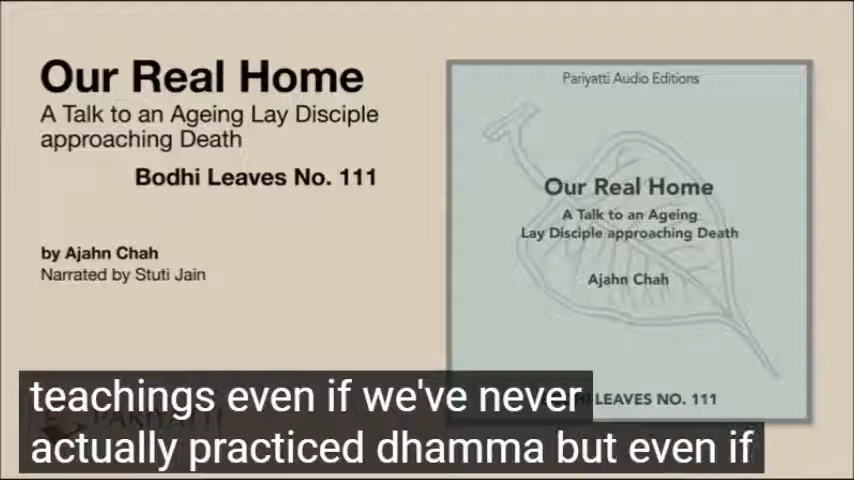 Our Real Home
A Talk to an Ageing Lay Disciple
approaching Death
Bodhi Leaves No. 111
by Ajahn Chah
Narrated by Stuti Jain
Pariyatti Audio Editions
Our Real Home
A Talk to an Ageing
Lay Disciple approaching Death
Ajahn Chah
LEAVES NO. 111
teachings even if we've never
actually practiced dhamma but even if